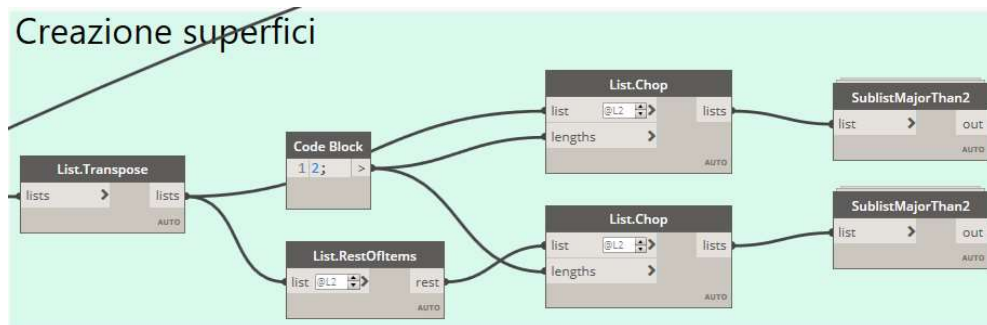 Creazione superfici
List.Transpose
lists > lists
AUTO
Code Block
1 2; >
List.RestOfItems
list @L2 > rest
AUTO
List.Chop
list @L2 > lists
lengths >
AUTO
List.Chop
list @L2 > lists
lengths >
AUTO
SublistMajorThan2
list > out
AUTO
SublistMajorThan2
list > out
AUTO